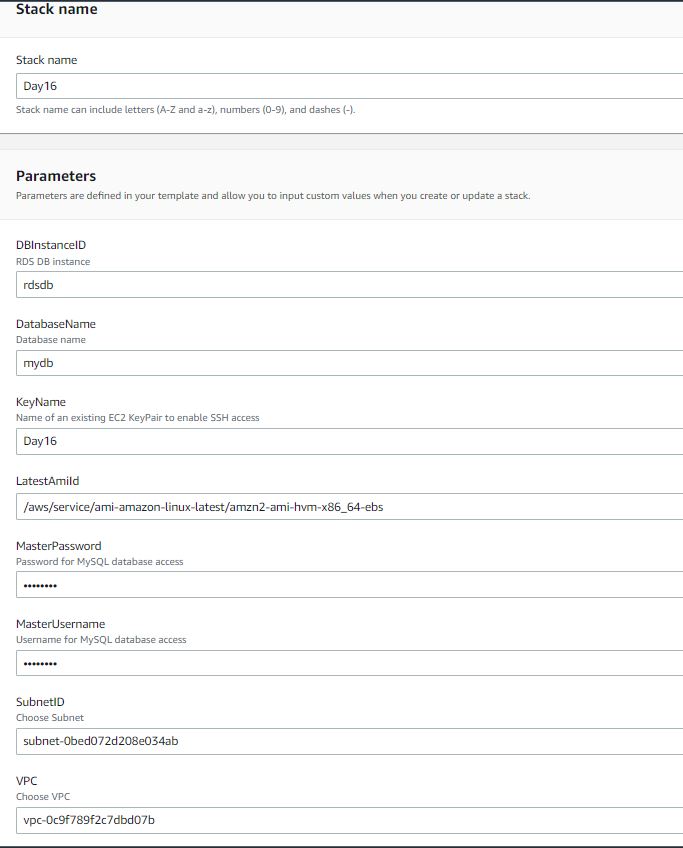 Stack name
Stack name
Day16
Stack name can include letters (A-Z and a-z), numbers (0-9), and dashes (-).
Parameters
Parameters are defined in your template and allow you to input custom values when you create or update a stack.
DBInstanceID
RDS DB instance
rdsdb
DatabaseName
Database name
mydb
KeyName
Name of an existing EC2 KeyPair to enable SSH access
Day16
LatestAmiId
/aws/service/ami-amazon-linux-latest/amzn2-ami-hvm-x86_64-ebs
MasterPassword
Password for MySQL database access
••••••••
MasterUsername
Username for MySQL database access
••••••••
SubnetID
Choose Subnet
subnet-0bed072d208e034ab
VPC
Choose VPC
vpc-0c9f789f2c7dbd07b